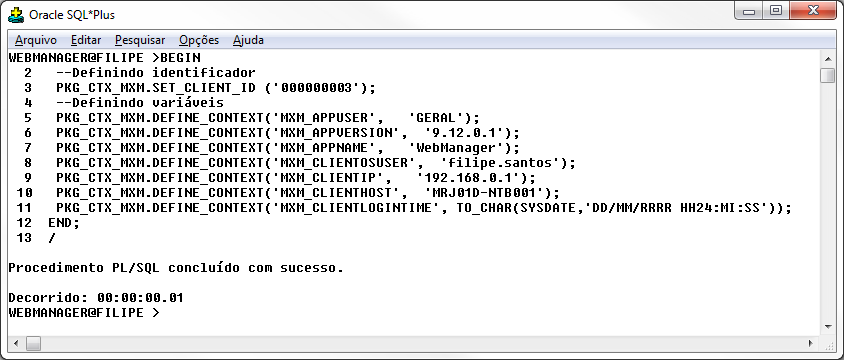 Oracle SQL*Plus
Arquivo Editar Pesquisar Opções Ajuda
WEBMANAGER@FILIPE >BEGIN
  2   --Definindo identificador
  3   PKG_CTX_MXM.SET_CLIENT_ID ('000000003');
  4   --Definindo variáveis
  5   PKG_CTX_MXM.DEFINE_CONTEXT('MXM_APPUSER',   'GERAL');
  6   PKG_CTX_MXM.DEFINE_CONTEXT('MXM_APPVERSION',  '9.12.0.1');
  7   PKG_CTX_MXM.DEFINE_CONTEXT('MXM_APPNAME',   'WebManager');
  8   PKG_CTX_MXM.DEFINE_CONTEXT('MXM_CLIENTOSUSER',  'filipe.santos');
  9   PKG_CTX_MXM.DEFINE_CONTEXT('MXM_CLIENTIP',   '192.168.0.1');
 10   PKG_CTX_MXM.DEFINE_CONTEXT('MXM_CLIENTHOST',  'MRJ01D-NTB001');
 11   PKG_CTX_MXM.DEFINE_CONTEXT('MXM_CLIENTLOGINTIME', TO_CHAR(SYSDATE,'DD/MM/RRRR HH24:MI:SS'));
 12  END;
 13  /
Procedimento PL/SQL concluído com sucesso.
Decorrido: 00:00:00.01
WEBMANAGER@FILIPE >